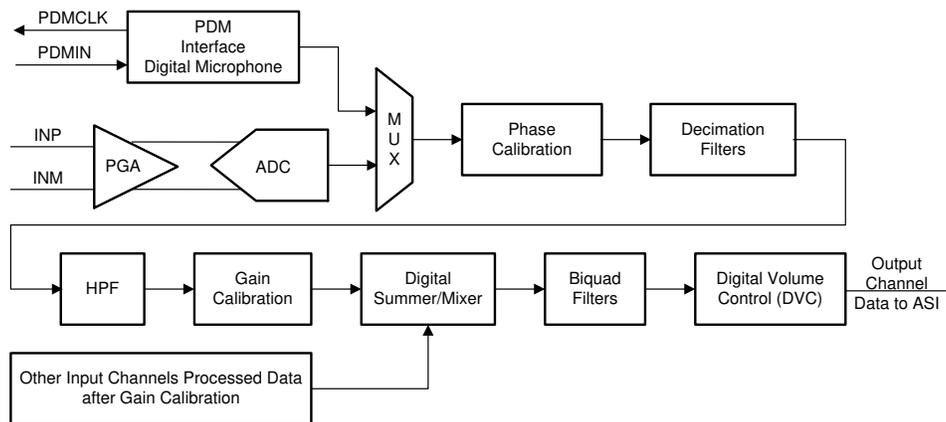 PDMCLK
PDMIN
PDM
Interface
Digital Microphone
INP
INM
PGA
ADC
M
U
X
Phase
Calibration
Decimation
Filters
HPF
Gain
Calibration
Digital
Summer/Mixer
Biquad
Filters
Digital Volume
Control (DVC)
Output
Channel
Data to ASI
Other Input Channels Processed Data
after Gain Calibration